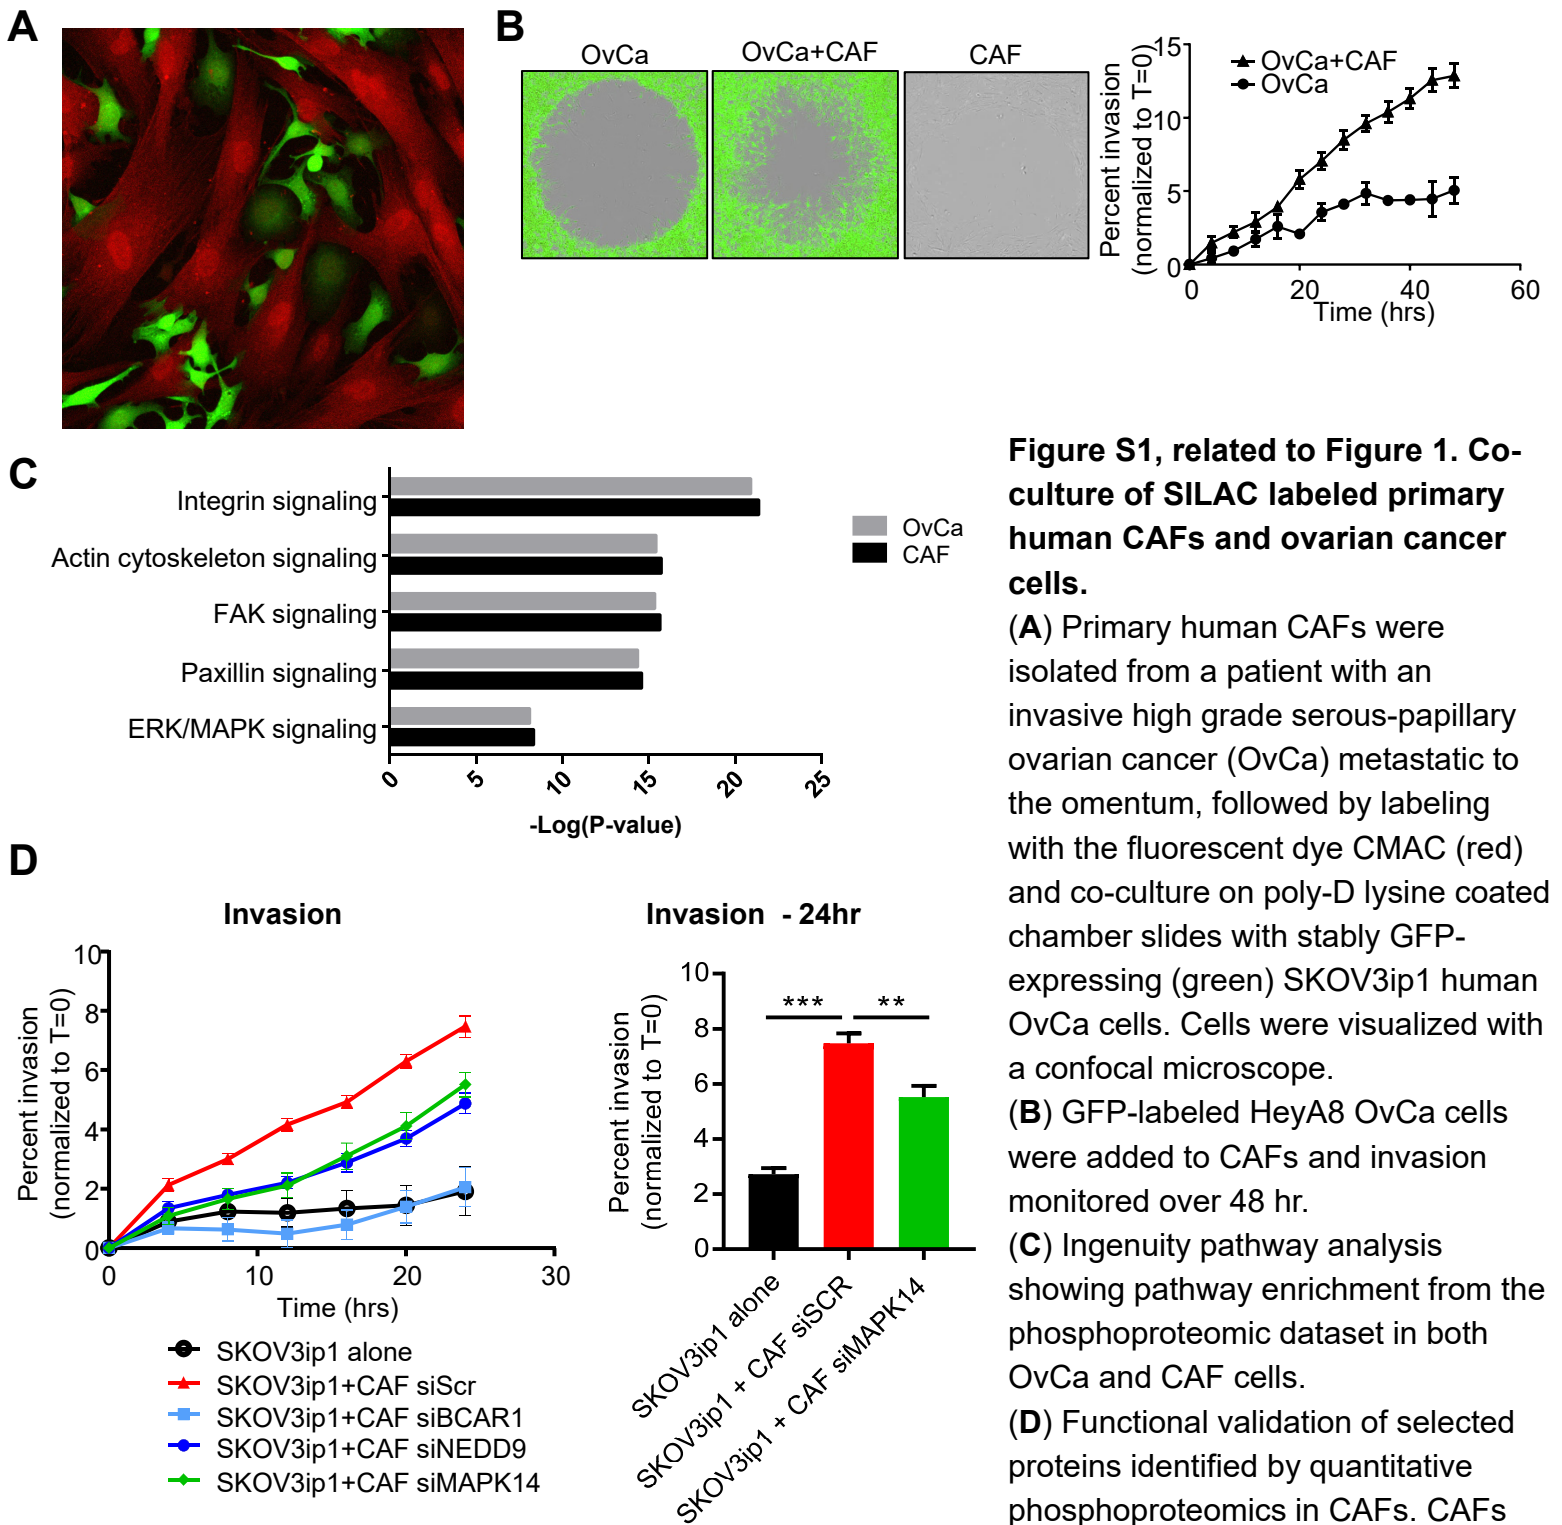 A
B
OvCa
OvCa+CAF
CAF
Percent invasion
(normalized to T=0)
15
10
5
0
OvCa+CAF
OvCa
0
20
40
60
Time (hrs)
C
Integrin signaling
Actin cytoskeleton signaling
FAK signaling
Paxillin signaling
ERK/MAPK signaling
OvCa
CAF
0
5
10
15
20
25
-Log(P-value)
D
Invasion
Percent invasion
(normalized to T=0)
10
8
6
4
2
0
0
10
20
30
Time (hrs)
SKOV3ip1 alone
SKOV3ip1+CAF siScr
SKOV3ip1+CAF siBCAR1
SKOV3ip1+CAF siNEDD9
SKOV3ip1+CAF siMAPK14
Invasion - 24hr
Percent invasion
(normalized to T=0)
10
8
6
4
2
0
***
**
SKOV3ip1 alone
SKOV3ip1 + CAF siSCR
SKOV3ip1 + CAF siMAPK14
Figure S1, related to Figure 1. Co-
culture of SILAC labeled primary
human CAFs and ovarian cancer
cells.
(A) Primary human CAFs were
isolated from a patient with an
invasive high grade serous-papillary
ovarian cancer (OvCa) metastatic to
the omentum, followed by labeling
with the fluorescent dye CMAC (red)
and co-culture on poly-D lysine coated
chamber slides with stably GFP-
expressing (green) SKOV3ip1 human
OvCa cells. Cells were visualized with
a confocal microscope.
(B) GFP-labeled HeyA8 OvCa cells
were added to CAFs and invasion
monitored over 48 hr.
(C) Ingenuity pathway analysis
showing pathway enrichment from the
phosphoproteomic dataset in both
OvCa and CAF cells.
(D) Functional validation of selected
proteins identified by quantitative
phosphoproteomics in CAFs. CAFs